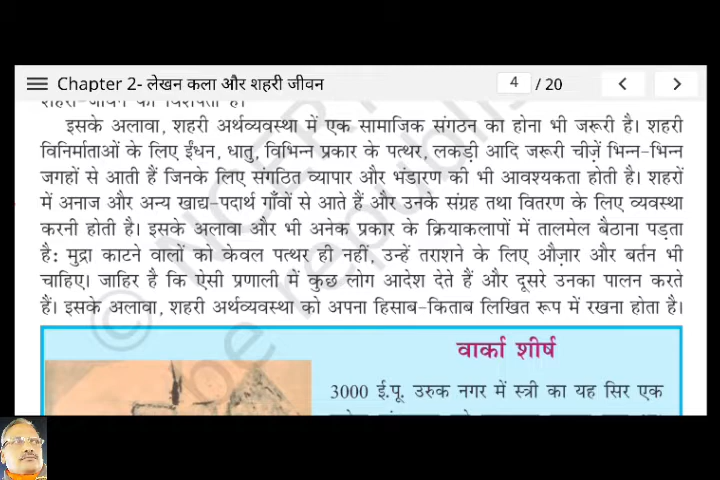 Chapter 2- लेखन कला और शहरी जीवन
4 / 20
शहरी-जीवन की विशेषता है।
इसके अलावा, शहरी अर्थव्यवस्था में एक सामाजिक संगठन का होना भी जरूरी है। शहरी
विनिर्माताओं के लिए ईंधन, धातु, विभिन्न प्रकार के पत्थर, लकड़ी आदि जरूरी चीज़ें भिन्न-भिन्न
जगहों से आती हैं जिनके लिए संगठित व्यापार और भंडारण की भी आवश्यकता होती है। शहरों
में अनाज और अन्य खाद्य-पदार्थ गाँवों से आते हैं और उनके संग्रह तथा वितरण के लिए व्यवस्था
करनी होती है। इसके अलावा और भी अनेक प्रकार के क्रियाकलापों में तालमेल बैठाना पड़ता
है: मुद्रा काटने वालों को केवल पत्थर ही नहीं, उन्हें तराशने के लिए औज़ार और बर्तन भी
चाहिए। जाहिर है कि ऐसी प्रणाली में कुछ लोग आदेश देते हैं और दूसरे उनका पालन करते
हैं। इसके अलावा, शहरी अर्थव्यवस्था को अपना हिसाब-किताब लिखित रूप में रखना होता है।
वार्का शीर्ष
3000 ई.पू. उरुक नगर में स्त्री का यह सिर एक